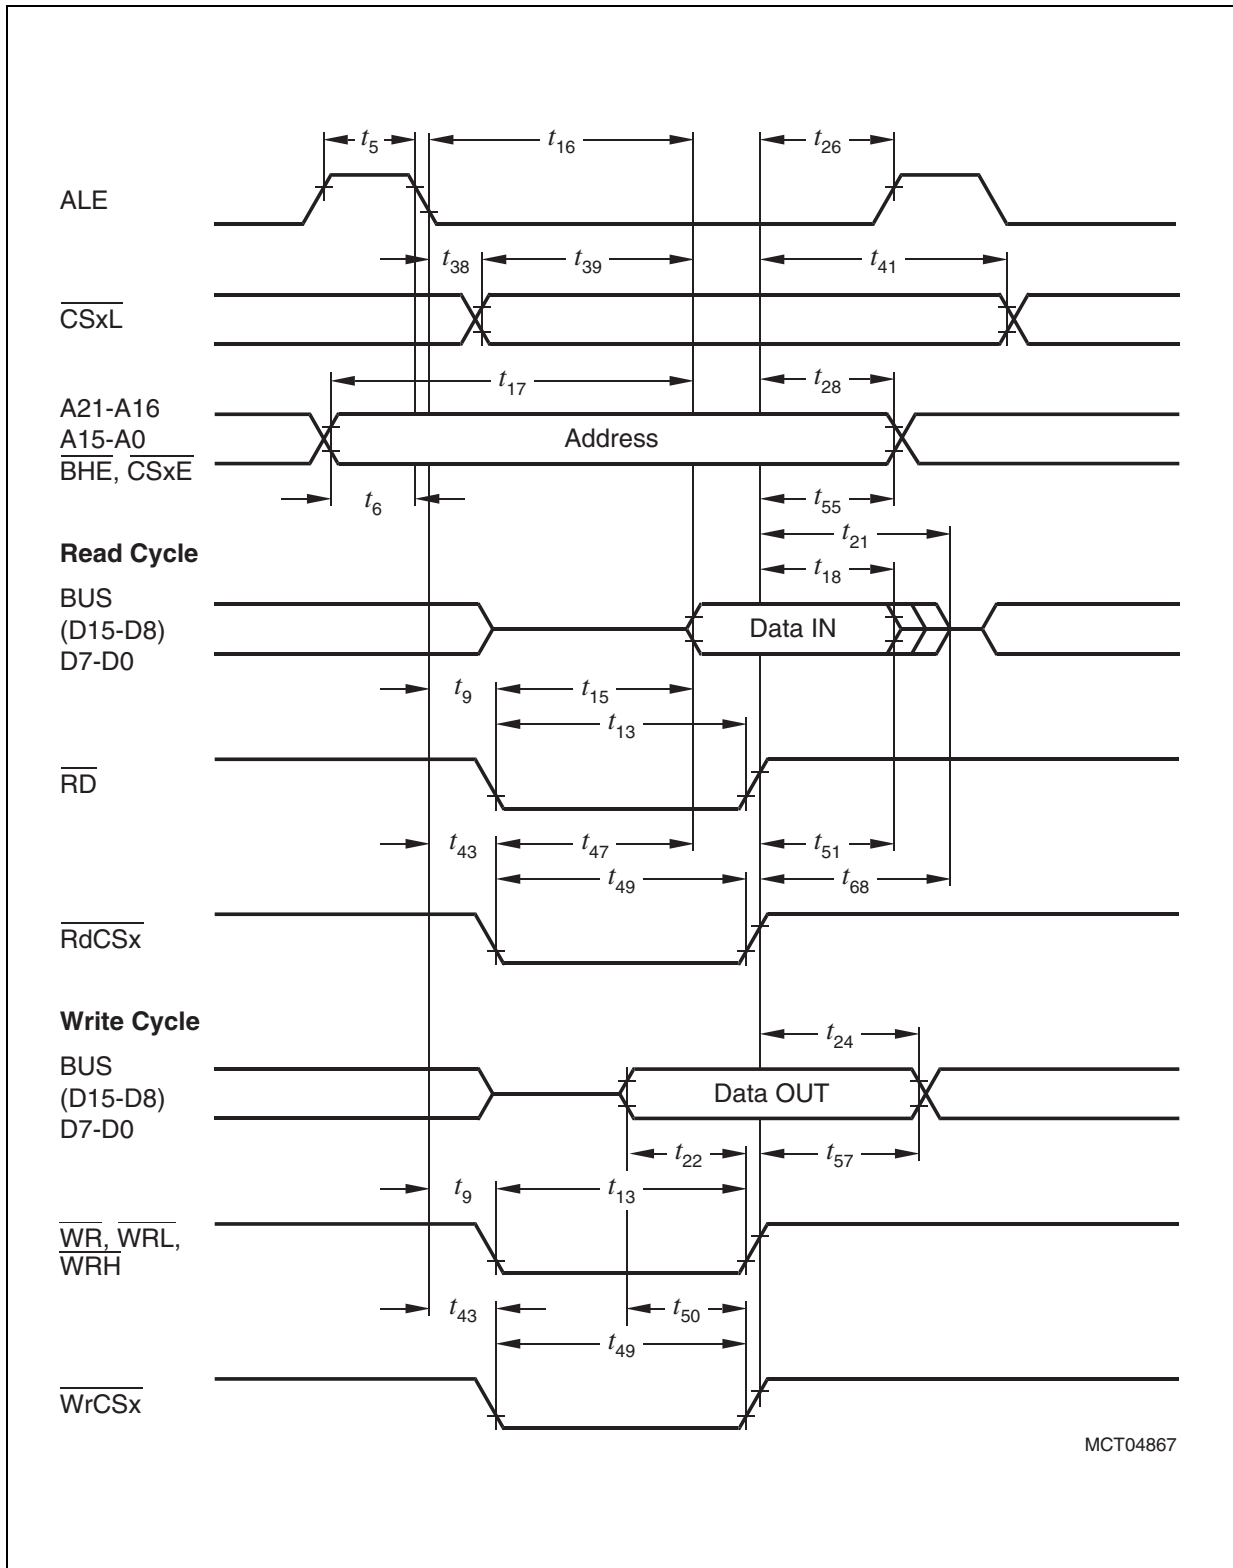 t5 t16 t26
ALE
t38 t39 t41
CSxL
t17 t28
A21-A16
A15-A0
BHE, CSxE
Address
t6 t55
t21
Read Cycle
t18
BUS
(D15-D8)
D7-D0
Data IN
t9 t15
t13
RD
t43 t47 t51
t49 t68
RdCSx
Write Cycle
t24
BUS
(D15-D8)
D7-D0
Data OUT
t22 t57
t9 t13
WR, WRL,
WRH
t43 t50
t49
WrCSx
MCT04867